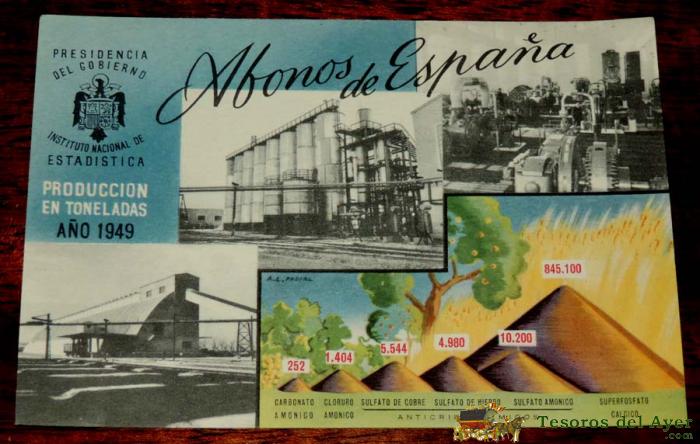 PRESIDENCIA
DEL GOBIERNO
INSTITUTO NACIONAL DE
ESTADISTICA
PRODUCCION
EN TONELADAS
AÑO 1949
Abonos de España
845.100
10.200
4.980
5.544
1.404
252
CARBONATO
AMONICO
CLORURO
AMONICO
SULFATO DE COBRE
SULFATO DE HIERRO
SULFATO AMONICO
SUPERFOSFATO
CALCICO
Tesoros del Ayer
.com